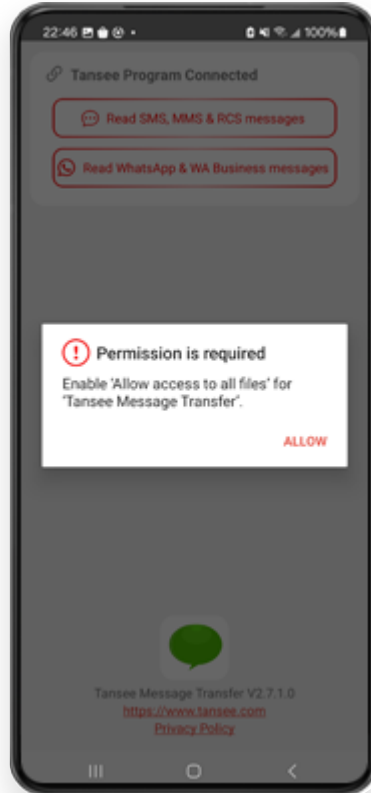 22:46
100%
Tansee Program Connected
Read SMS, MMS & RCS messages
Read WhatsApp & WA Business messages
Permission is required
Enable 'Allow access to all files' for
'Tansee Message Transfer'.
ALLOW
Tansee Message Transfer V2.7.1.0
https://www.tansee.com
Privacy Policy